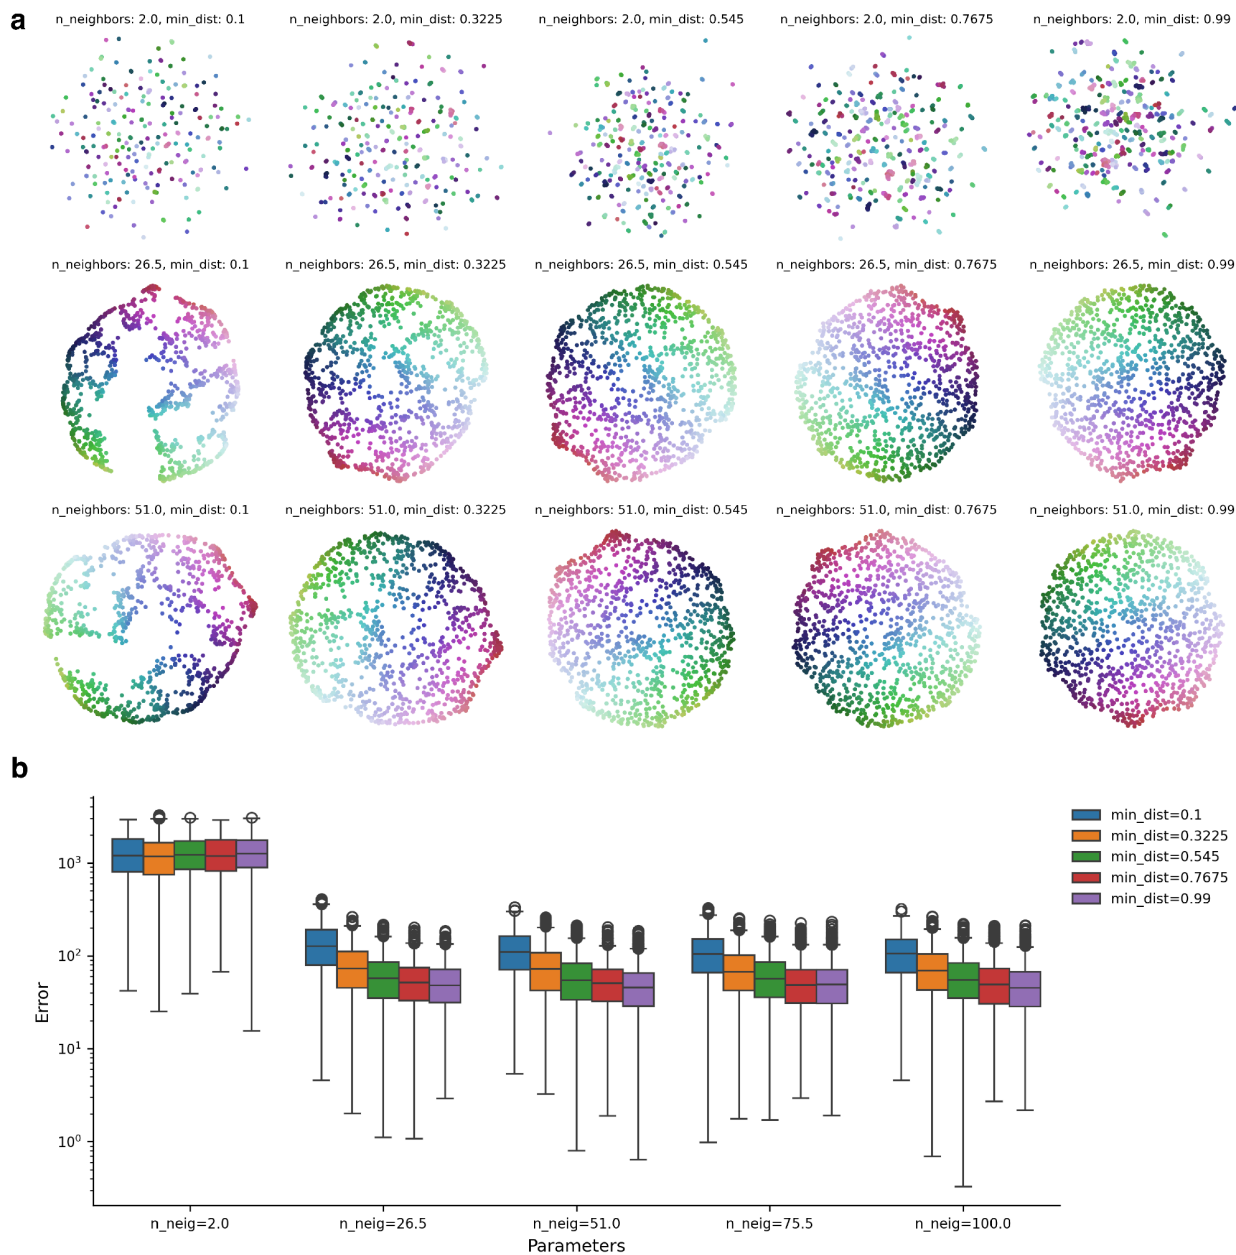 a
n_neighbors: 2.0, min_dist: 0.1
n_neighbors: 2.0, min_dist: 0.3225
n_neighbors: 2.0, min_dist: 0.545
n_neighbors: 2.0, min_dist: 0.7675
n_neighbors: 2.0, min_dist: 0.99
n_neighbors: 26.5, min_dist: 0.1
n_neighbors: 26.5, min_dist: 0.3225
n_neighbors: 26.5, min_dist: 0.545
n_neighbors: 26.5, min_dist: 0.7675
n_neighbors: 26.5, min_dist: 0.99
n_neighbors: 51.0, min_dist: 0.1
n_neighbors: 51.0, min_dist: 0.3225
n_neighbors: 51.0, min_dist: 0.545
n_neighbors: 51.0, min_dist: 0.7675
n_neighbors: 51.0, min_dist: 0.99
b
min_dist=0.1
min_dist=0.3225
min_dist=0.545
min_dist=0.7675
min_dist=0.99
Error
10³
10²
10¹
10⁰
n_neig=2.0
n_neig=26.5
n_neig=51.0
n_neig=75.5
n_neig=100.0
Parameters